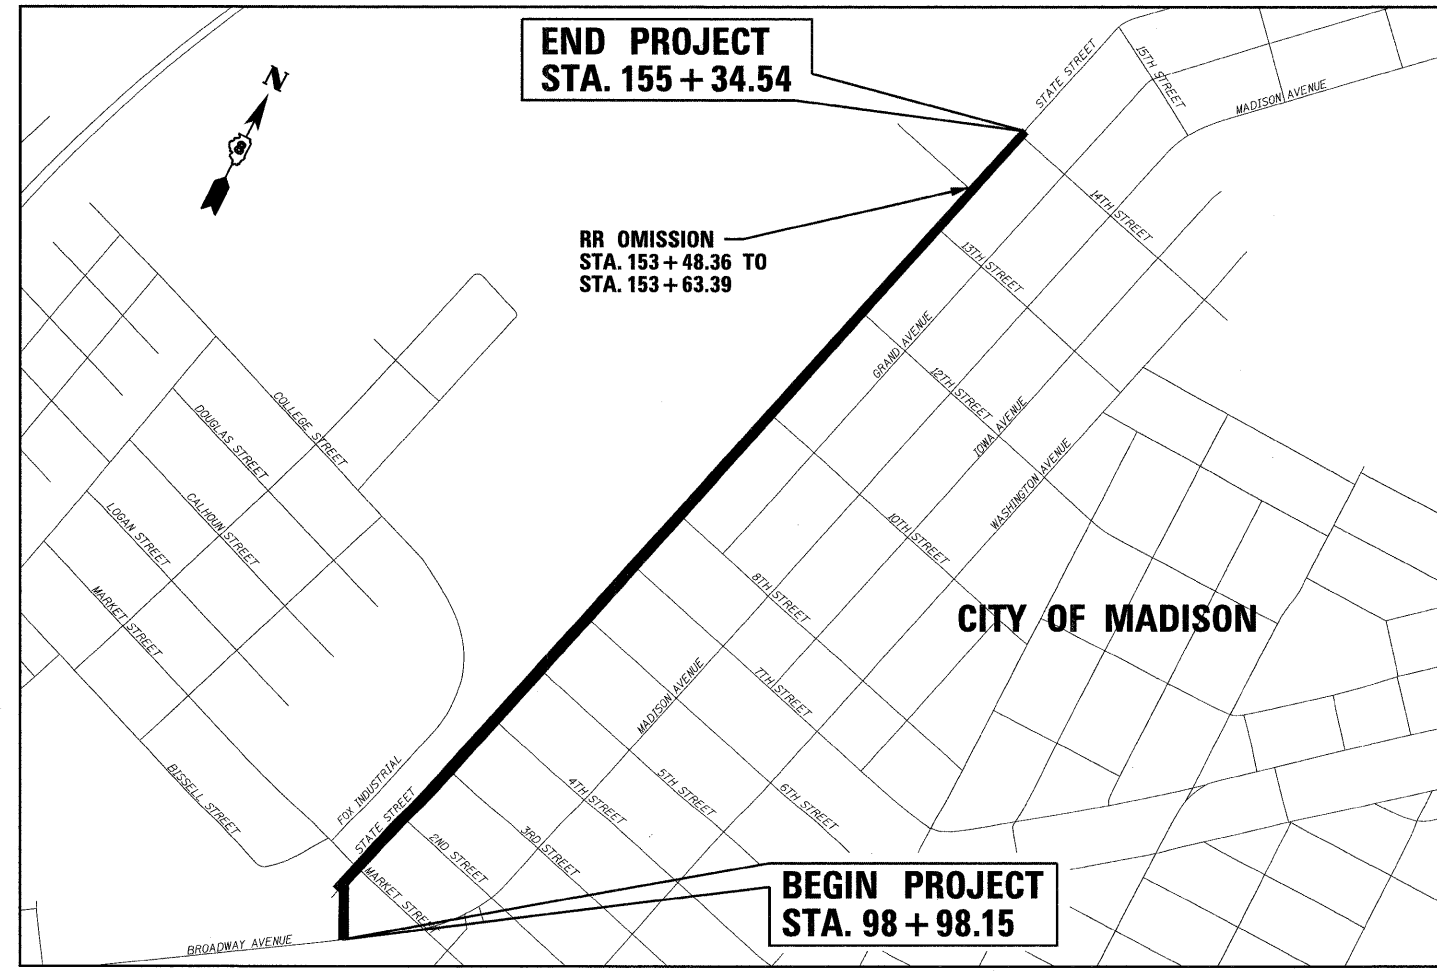 END PROJECT
STA. 155 + 34.54
N
8
STATE STREET
15TH STREET
MADISON AVENUE
RR OMISSION
STA. 153 + 48.36 TO
STA. 153 + 63.39
14TH STREET
13TH STREET
GRAND AVENUE
12TH STREET
IOWA AVENUE
WASHINGTON AVENUE
10TH STREET
COLLEGE STREET
DOUGLAS STREET
CALHOUN STREET
LOGAN STREET
MARKET STREET
BISSELL STREET
8TH STREET
7TH STREET
CITY OF MADISON
MADISON AVENUE
6TH STREET
5TH STREET
4TH STREET
3RD STREET
2ND STREET
FOX INDUSTRIAL
STATE STREET
MARKET STREET
BROADWAY AVENUE
BEGIN PROJECT
STA. 98 + 98.15